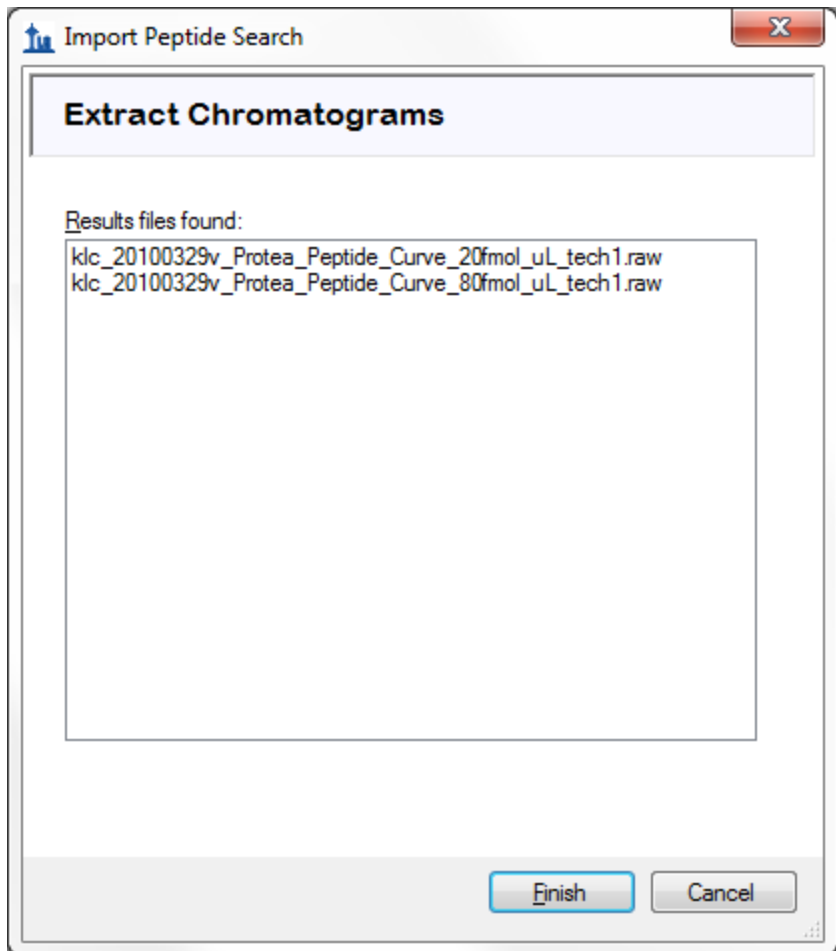 Import Peptide Search
Extract Chromatograms
Results files found:
klc_20100329v_Protea_Peptide_Curve_20fmol_uL_tech1.raw
klc_20100329v_Protea_Peptide_Curve_80fmol_uL_tech1.raw
Finish Cancel